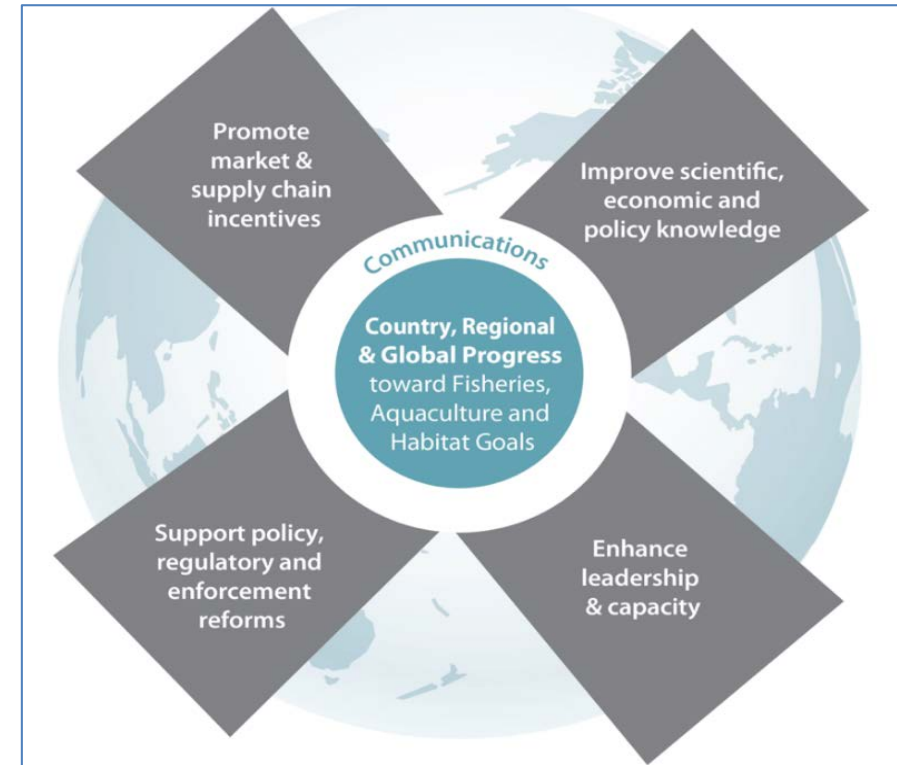 Promote
market &
supply chain
incentives
Improve scientific,
economic and
policy knowledge
Communications
Country, Regional
& Global Progress
toward Fisheries,
Aquaculture and
Habitat Goals
Support policy,
regulatory and
enforcement
reforms
Enhance
leadership
& capacity